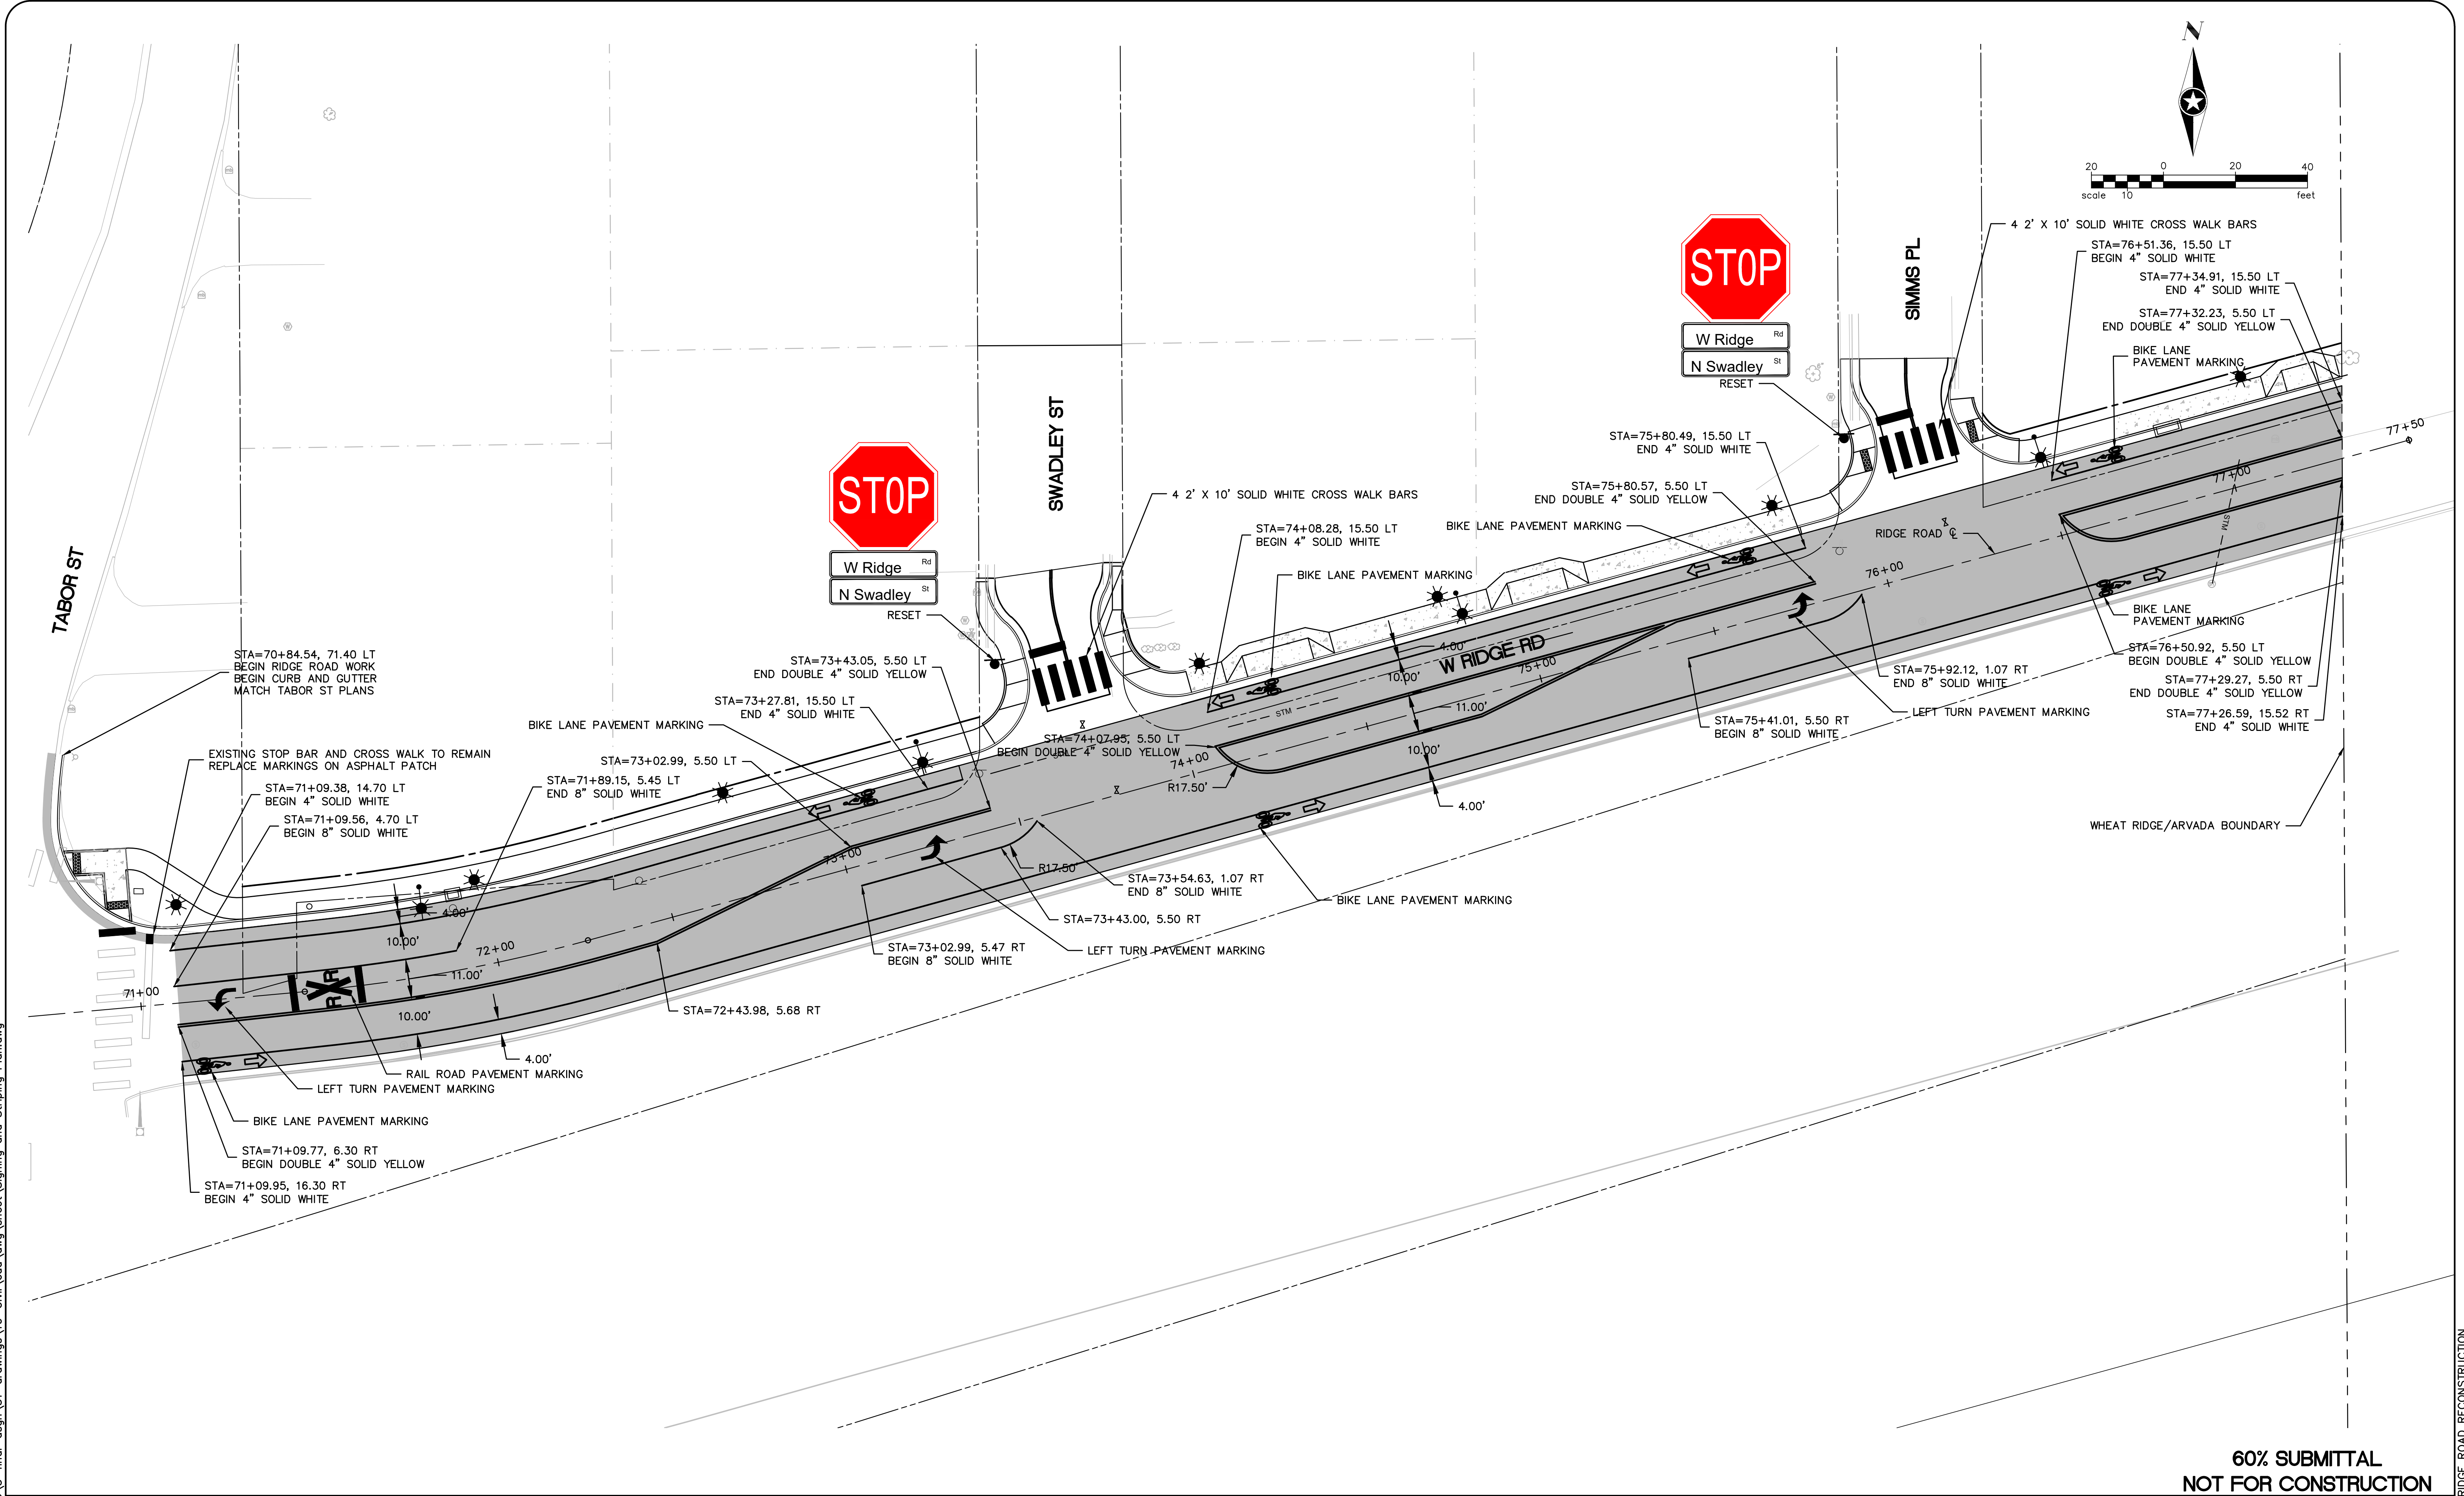 N
20 0 20 40
scale 10 feet
4 2' X 10' SOLID WHITE CROSS WALK BARS
STA=76+51.36, 15.50 LT
BEGIN 4" SOLID WHITE
STA=77+34.91, 15.50 LT
END 4" SOLID WHITE
STA=77+32.23, 5.50 LT
END DOUBLE 4" SOLID YELLOW
BIKE LANE
PAVEMENT MARKING
STOP
W Ridge Rd
N Swadley St
RESET
SIMMS PL
77+50
77+00
STM
STA=75+80.49, 15.50 LT
END 4" SOLID WHITE
STA=75+80.57, 5.50 LT
END DOUBLE 4" SOLID YELLOW
BIKE LANE PAVEMENT MARKING
RIDGE ROAD ℄
76+00
STOP
W Ridge Rd
N Swadley St
RESET
SWADLEY ST
4 2' X 10' SOLID WHITE CROSS WALK BARS
STA=74+08.28, 15.50 LT
BEGIN 4" SOLID WHITE
BIKE LANE PAVEMENT MARKING
TABOR ST
STA=70+84.54, 71.40 LT
BEGIN RIDGE ROAD WORK
BEGIN CURB AND GUTTER
MATCH TABOR ST PLANS
STA=73+43.05, 5.50 LT
END DOUBLE 4" SOLID YELLOW
STA=73+27.81, 15.50 LT
END 4" SOLID WHITE
BIKE LANE PAVEMENT MARKING
STA=73+02.99, 5.50 LT
STA=71+89.15, 5.45 LT
END 8" SOLID WHITE
EXISTING STOP BAR AND CROSS WALK TO REMAIN
REPLACE MARKINGS ON ASPHALT PATCH
STA=71+09.38, 14.70 LT
BEGIN 4" SOLID WHITE
STA=71+09.56, 4.70 LT
BEGIN 8" SOLID WHITE
STM
STA=74+07.95, 5.50 LT
BEGIN DOUBLE 4" SOLID YELLOW
74+00
R17.50'
4.00'
10.00'
W RIDGE RD
75+00
11.00'
10.00'
4.00'
BIKE LANE
PAVEMENT MARKING
STA=76+50.92, 5.50 LT
BEGIN DOUBLE 4" SOLID YELLOW
STA=77+29.27, 5.50 RT
END DOUBLE 4" SOLID YELLOW
STA=77+26.59, 15.52 RT
END 4" SOLID WHITE
STA=75+92.12, 1.07 RT
END 8" SOLID WHITE
LEFT TURN PAVEMENT MARKING
STA=75+41.01, 5.50 RT
BEGIN 8" SOLID WHITE
WHEAT RIDGE/ARVADA BOUNDARY
73+00
R17.50'
STA=73+54.63, 1.07 RT
END 8" SOLID WHITE
STA=73+43.00, 5.50 RT
LEFT TURN PAVEMENT MARKING
BIKE LANE PAVEMENT MARKING
STA=73+02.99, 5.47 RT
BEGIN 8" SOLID WHITE
4.00'
10.00'
72+00
11.00'
R R
71+00
10.00'
STA=72+43.98, 5.68 RT
4.00'
RAIL ROAD PAVEMENT MARKING
LEFT TURN PAVEMENT MARKING
BIKE LANE PAVEMENT MARKING
STA=71+09.77, 6.30 RT
BEGIN DOUBLE 4" SOLID YELLOW
STA=71+09.95, 16.30 RT
BEGIN 4" SOLID WHITE
60% SUBMITTAL
NOT FOR CONSTRUCTION